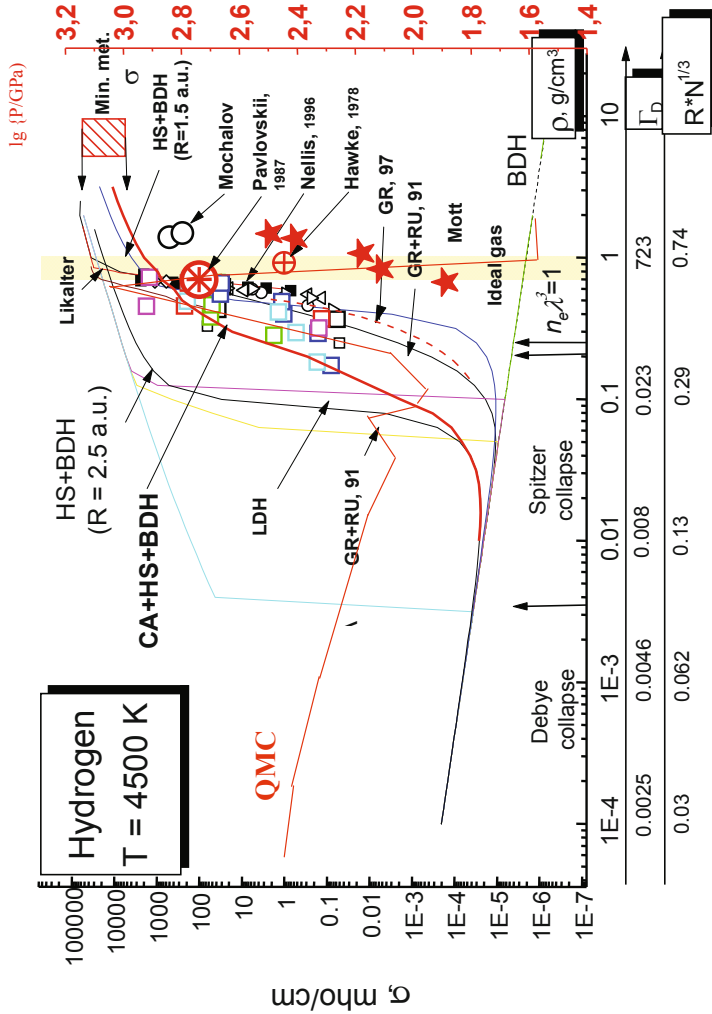 lg {P/GPa}
3,2
3,0
2,8
2,6
2,4
2,2
2,0
1,8
1,6
1,4
Hydrogen
T = 4500 K
Likalter
Min. met.
σ
HS+BDH
(R=1.5 a.u.)
HS+BDH
(R = 2.5 a.u.)
CA+HS+BDH
Mochalov
Pavlovskii,
1987
Nellis, 1996
Hawke, 1978
LDH
GR+RU, 91
GR, 97
GR+RU, 91
QMC
Mott
Ideal gas
BDH
nₑƛ³=1
Debye
collapse
Spitzer
collapse
σ, mho/cm
100000
10000
1000
100
10
1
0.1
0.01
1E-3
1E-4
1E-5
1E-6
1E-7
1E-4
1E-3
0.01
0.1
1
10
ρ, g/cm³
0.0025
0.0046
0.008
0.023
723
0.03
0.062
0.13
0.29
0.74
R*N^1/3